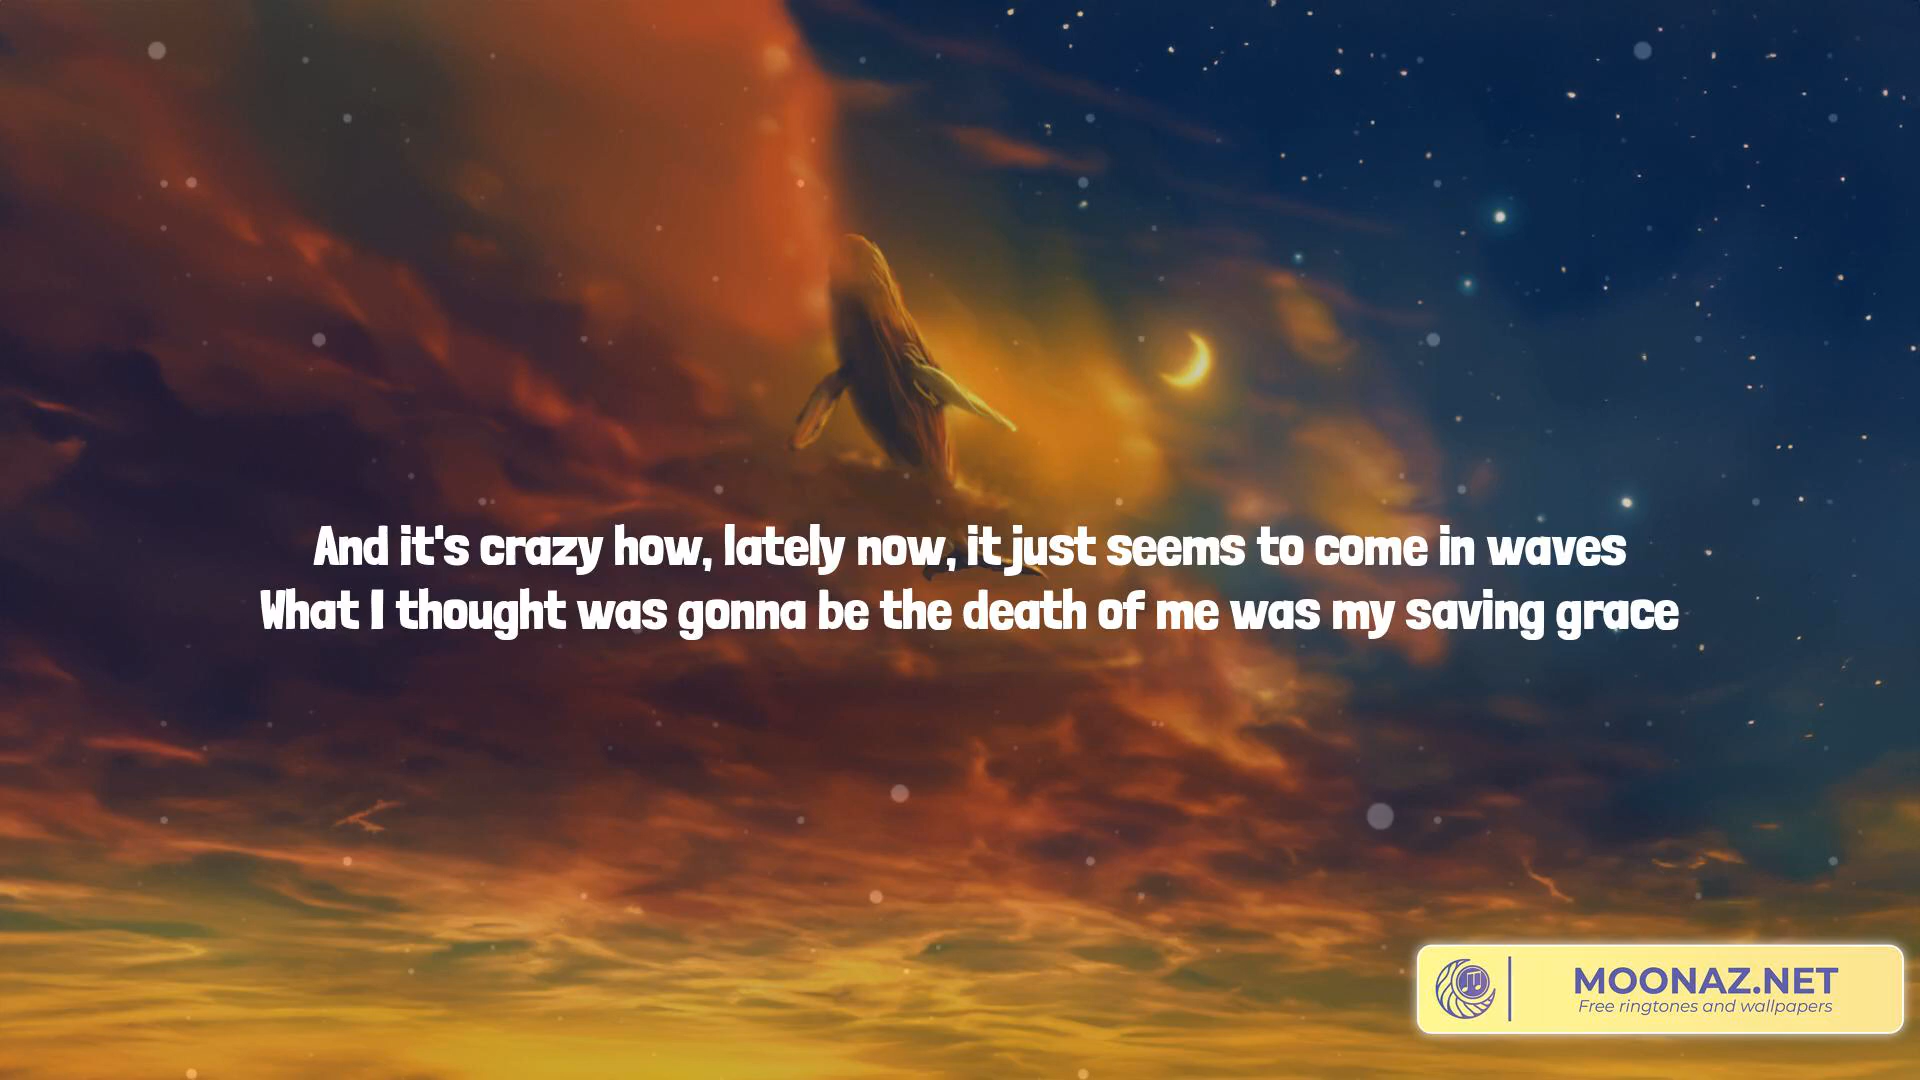 And it's crazy how, lately now, it just seems to come in waves
What I thought was gonna be the death of me was my saving grace
MOONAZ.NET
Free ringtones and wallpapers